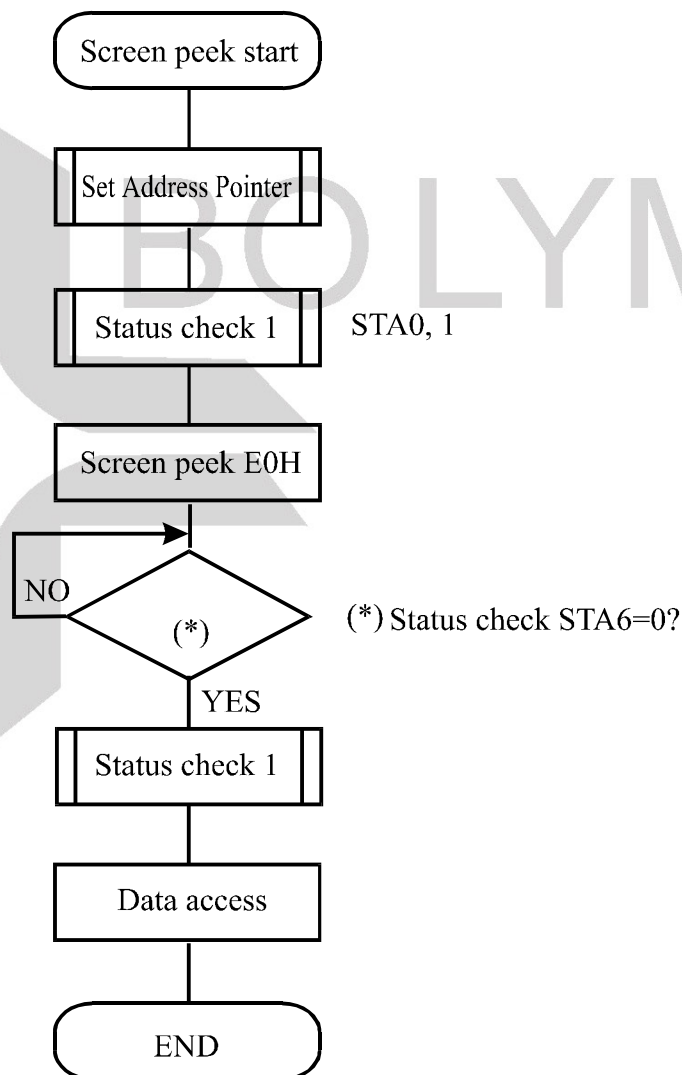 Screen peek start
Set Address Pointer
BOLYM
Status check 1
STA0, 1
Screen peek E0H
NO
(*)
(*) Status check STA6=0?
YES
Status check 1
Data access
END